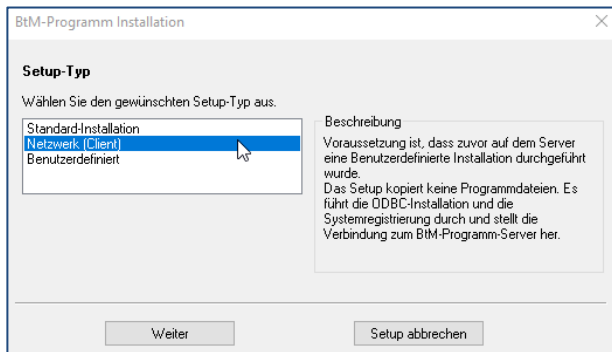 BtM-Programm Installation
Setup-Typ
Wählen Sie den gewünschten Setup-Typ aus.
Standard-Installation
Netzwerk (Client)
Benutzerdefiniert
Beschreibung
Voraussetzung ist, dass zuvor auf dem Server
eine Benutzerdefinierte Installation durchgeführt
wurde.
Das Setup kopiert keine Programmdateien. Es
führt die ODBC-Installation und die
Systemregistrierung durch und stellt die
Verbindung zum BtM-Programm-Server her.
Weiter
Setup abbrechen